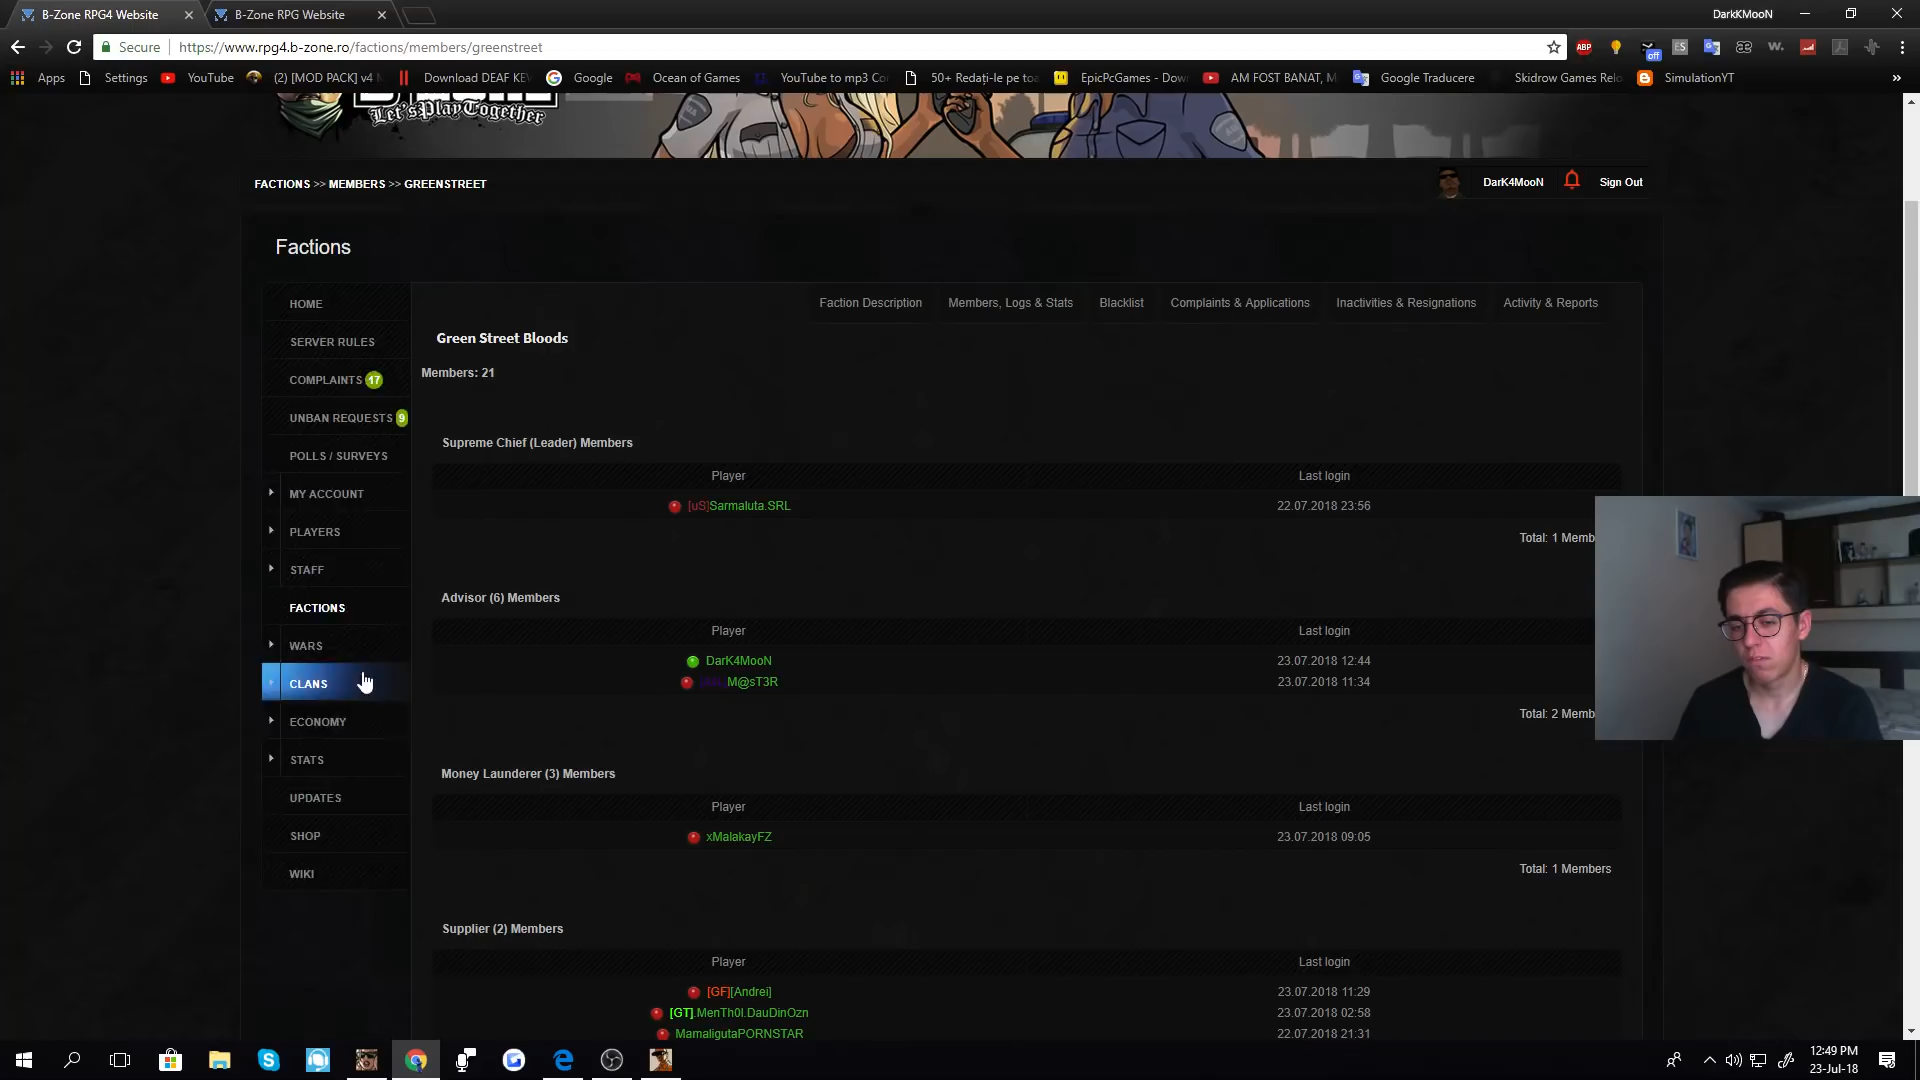 B-Zone RPG4 Website
B-Zone RPG Website
DarkKMooN
Secure
https://www.rpg4.b-zone.ro/factions/members/greenstreet
ABP
off
ES
æ
W.
Apps
Settings
YouTube
(2) [MOD PACK] v4
Download DEAF KEV
Google
Ocean of Games
YouTube to mp3 Co
50+ Redați-le pe toa
EpicPcGames - Dow
AM FOST BANAT, M
Google Traducere
Skidrow Games Relo
SimulationYT
Let'sPlayTogether
FACTIONS >> MEMBERS >> GREENSTREET
DarK4MooN
Sign Out
Factions
HOME
SERVER RULES
COMPLAINTS 17
UNBAN REQUESTS 9
POLLS / SURVEYS
MY ACCOUNT
PLAYERS
STAFF
FACTIONS
WARS
CLANS
ECONOMY
STATS
UPDATES
SHOP
WIKI
Faction Description
Members, Logs & Stats
Blacklist
Complaints & Applications
Inactivities & Resignations
Activity & Reports
Green Street Bloods
Members: 21
Supreme Chief (Leader) Members
Player Last login
[uS]Sarmaluta.SRL 22.07.2018 23:56
Total: 1 Memb
Advisor (6) Members
Player Last login
DarK4MooN 23.07.2018 12:44
M@sT3R 23.07.2018 11:34
Total: 2 Memb
Money Launderer (3) Members
Player Last login
xMalakayFZ 23.07.2018 09:05
Total: 1 Members
Supplier (2) Members
Player Last login
[GF][Andrei] 23.07.2018 11:29
[GT].MenTh0l.DauDinOzn 23.07.2018 02:58
MamaligutaPORNSTAR 22.07.2018 21:31
12:49 PM
23-Jul-18